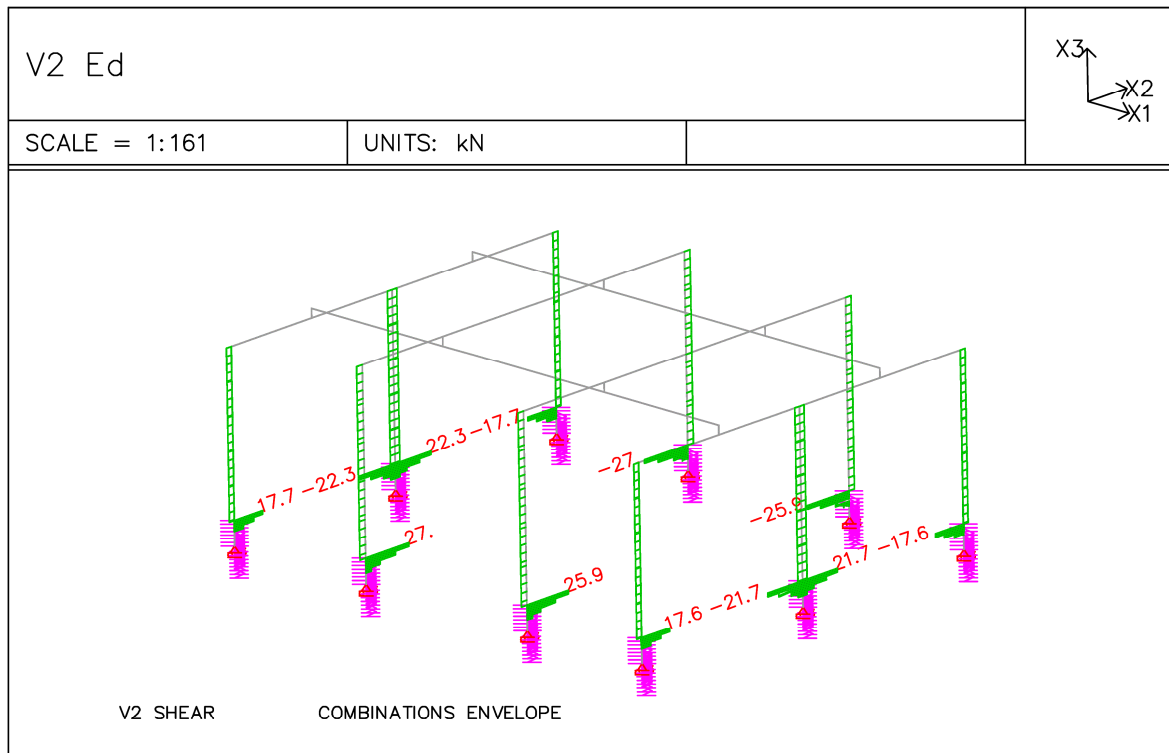 V2 Ed
X3
X2
X1
SCALE = 1:161
UNITS: kN
22.3 -17.7
-27
17.7 -22.3
-25.9
27.
21.7 -17.6
25.9
17.6 -21.7
V2 SHEAR
COMBINATIONS ENVELOPE